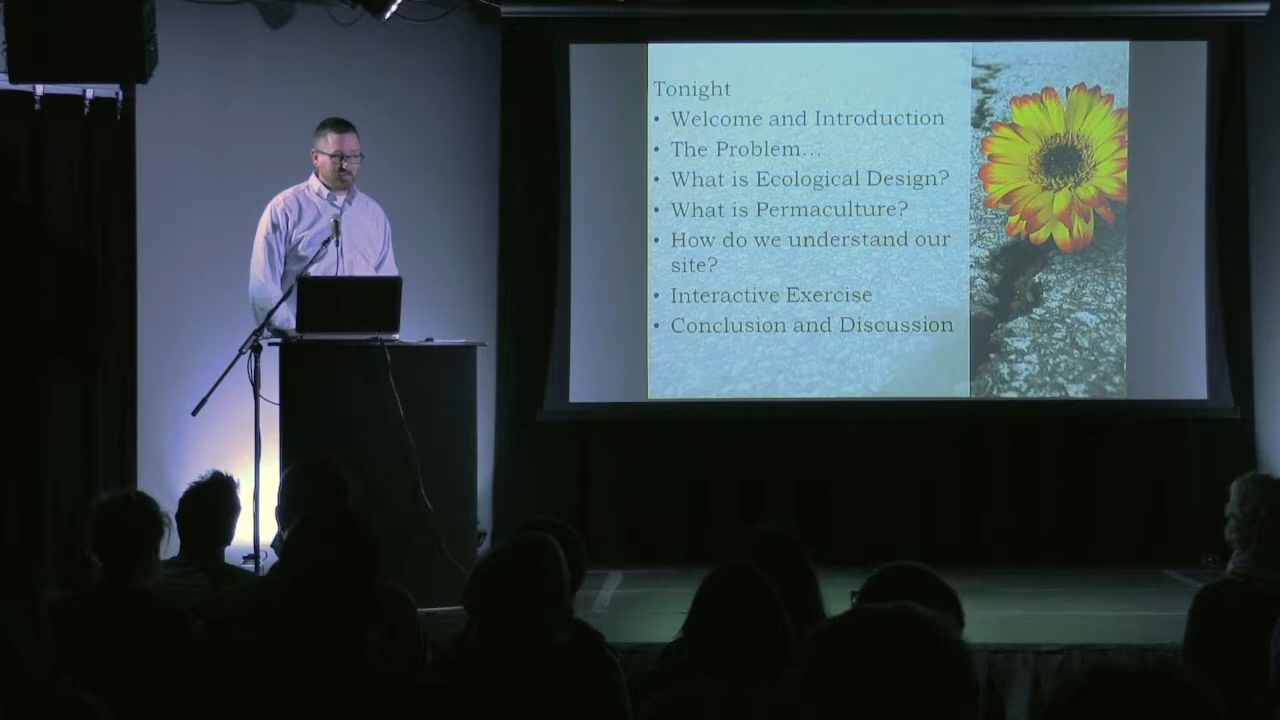 Tonight
• Welcome and Introduction
• The Problem...
• What is Ecological Design?
• What is Permaculture?
• How do we understand our
site?
• Interactive Exercise
• Conclusion and Discussion